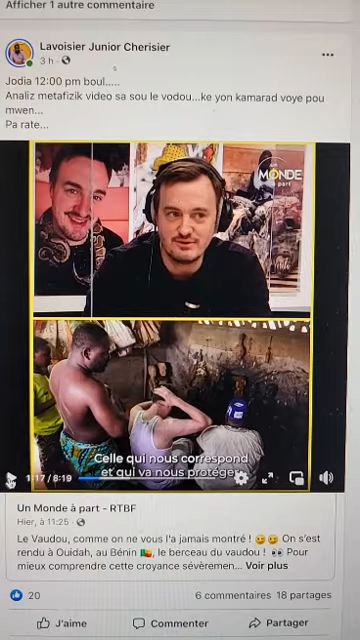 Afficher 1 autre commentaire
Lavoisier Junior Cherisier
3 h ·
Jodia 12:00 pm boul.....
Analiz metafizik video sa sou le vodou...ke yon kamarad voye pou
mwen...
Pa rate...
MONDE
à part
Celle qui nous correspond
et qui va nous protéger
1:17 / 8:19
Un Monde à part - RTBF
Hier, à 11:25 ·
Le Vaudou, comme on ne vous l'a jamais montré ! 😉😉 On s'est
rendu à Ouidah, au Bénin 🇧🇯, le berceau du vaudou ! 👀 Pour
mieux comprendre cette croyance sévèremen... Voir plus
20
6 commentaires 18 partages
J'aime
Commenter
Partager